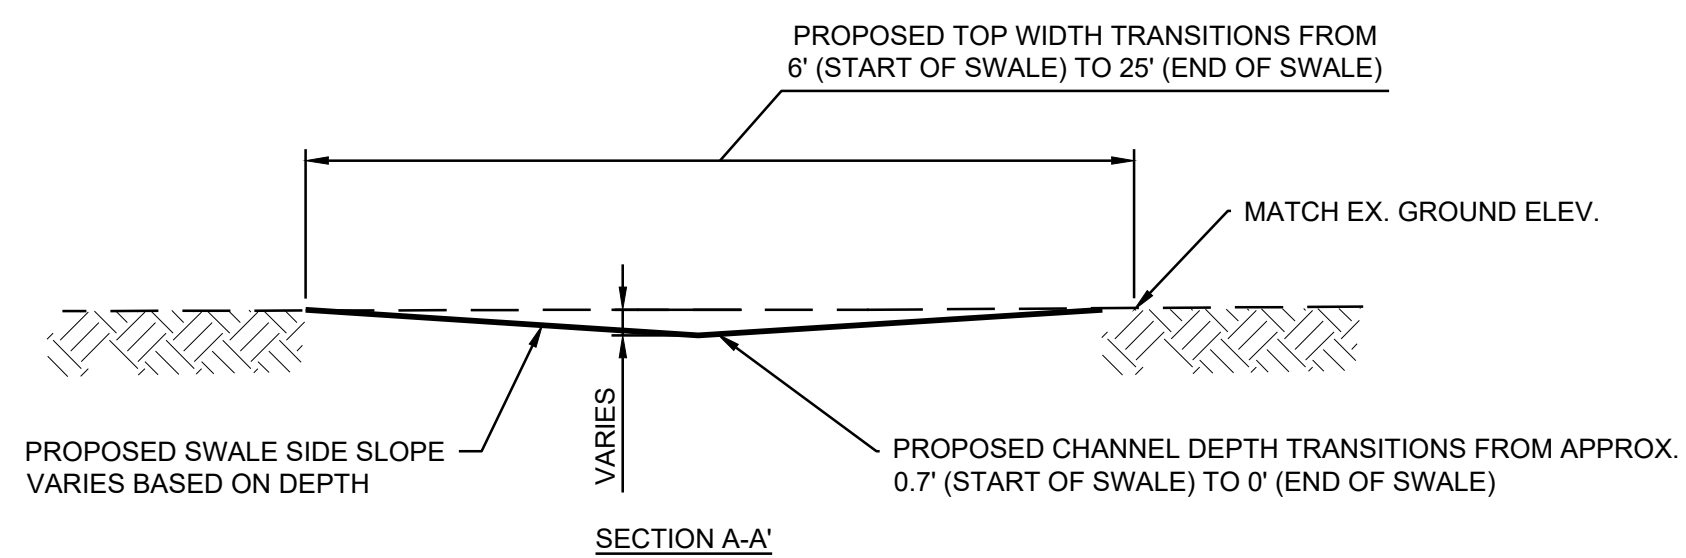 PROPOSED TOP WIDTH TRANSITIONS FROM
6' (START OF SWALE) TO 25' (END OF SWALE)
MATCH EX. GROUND ELEV.
VARIES
PROPOSED SWALE SIDE SLOPE
VARIES BASED ON DEPTH
PROPOSED CHANNEL DEPTH TRANSITIONS FROM APPROX.
0.7' (START OF SWALE) TO 0' (END OF SWALE)
SECTION A-A'